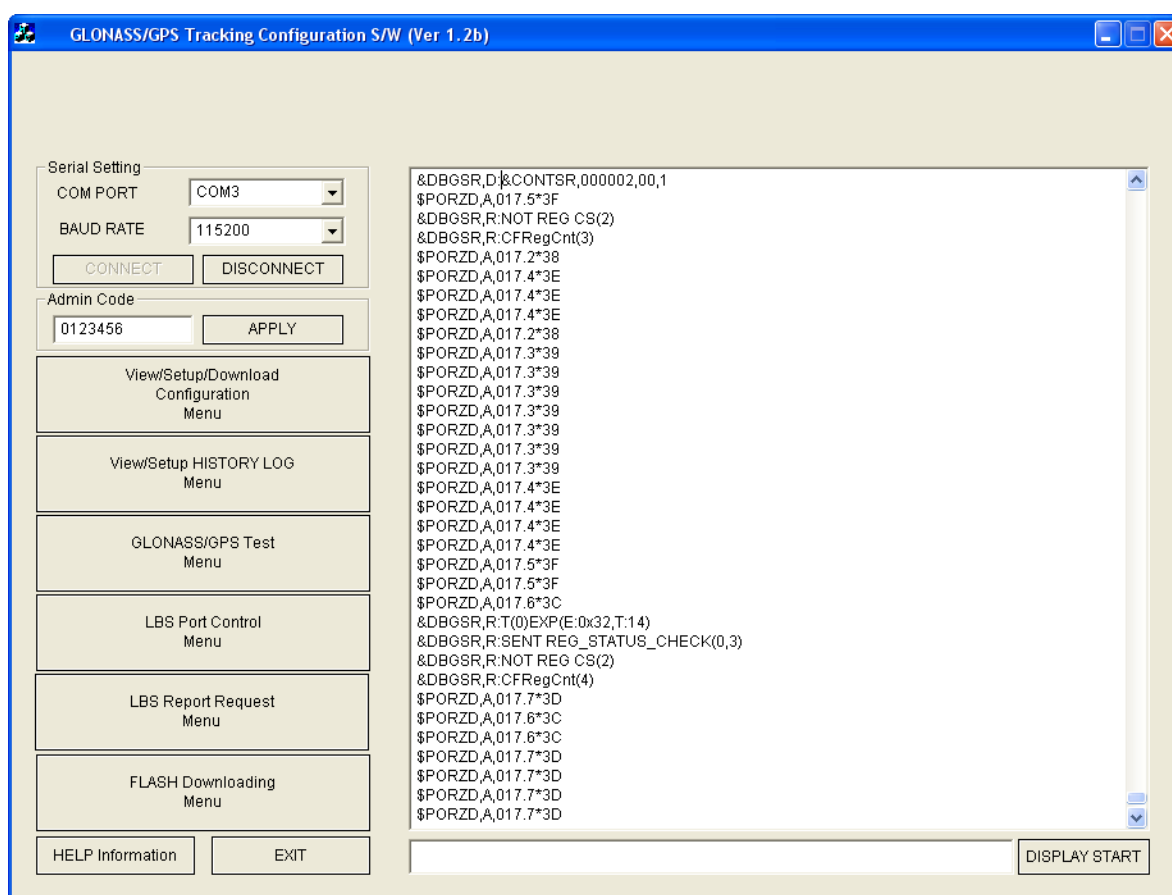 GLONASS/GPS Tracking Configuration S/W (Ver 1.2b)
Serial Setting
COM PORT
COM3
BAUD RATE
115200
CONNECT
DISCONNECT
Admin Code
0123456
APPLY
View/Setup/Download
Configuration
Menu
View/Setup HISTORY LOG
Menu
GLONASS/GPS Test
Menu
LBS Port Control
Menu
LBS Report Request
Menu
FLASH Downloading
Menu
HELP Information
EXIT
&DBGSR,D:&CONTSR,000002,00,1
$PORZD,A,017.5*3F
&DBGSR,R:NOT REG CS(2)
&DBGSR,R:CFRegCnt(3)
$PORZD,A,017.2*38
$PORZD,A,017.4*3E
$PORZD,A,017.4*3E
$PORZD,A,017.4*3E
$PORZD,A,017.2*38
$PORZD,A,017.3*39
$PORZD,A,017.3*39
$PORZD,A,017.3*39
$PORZD,A,017.3*39
$PORZD,A,017.3*39
$PORZD,A,017.3*39
$PORZD,A,017.3*39
$PORZD,A,017.4*3E
$PORZD,A,017.4*3E
$PORZD,A,017.4*3E
$PORZD,A,017.4*3E
$PORZD,A,017.5*3F
$PORZD,A,017.5*3F
$PORZD,A,017.6*3C
&DBGSR,R:T(0)EXP(E:0x32,T:14)
&DBGSR,R:SENT REG_STATUS_CHECK(0,3)
&DBGSR,R:NOT REG CS(2)
&DBGSR,R:CFRegCnt(4)
$PORZD,A,017.7*3D
$PORZD,A,017.6*3C
$PORZD,A,017.6*3C
$PORZD,A,017.7*3D
$PORZD,A,017.7*3D
$PORZD,A,017.7*3D
$PORZD,A,017.7*3D
DISPLAY START